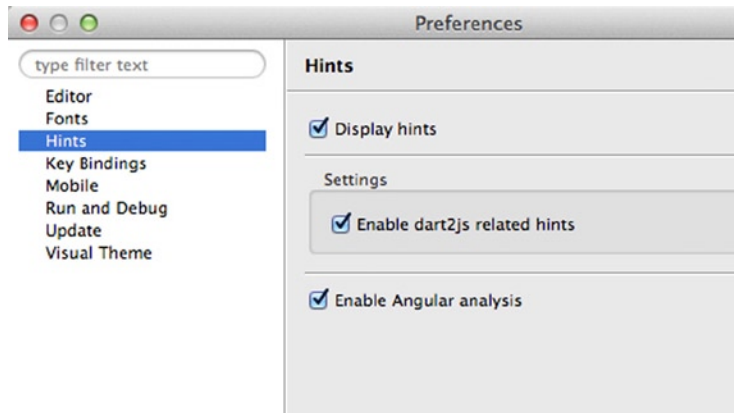 Preferences
type filter text
Editor
Fonts
Hints
Key Bindings
Mobile
Run and Debug
Update
Visual Theme
Hints
Display hints
Settings
Enable dart2js related hints
Enable Angular analysis